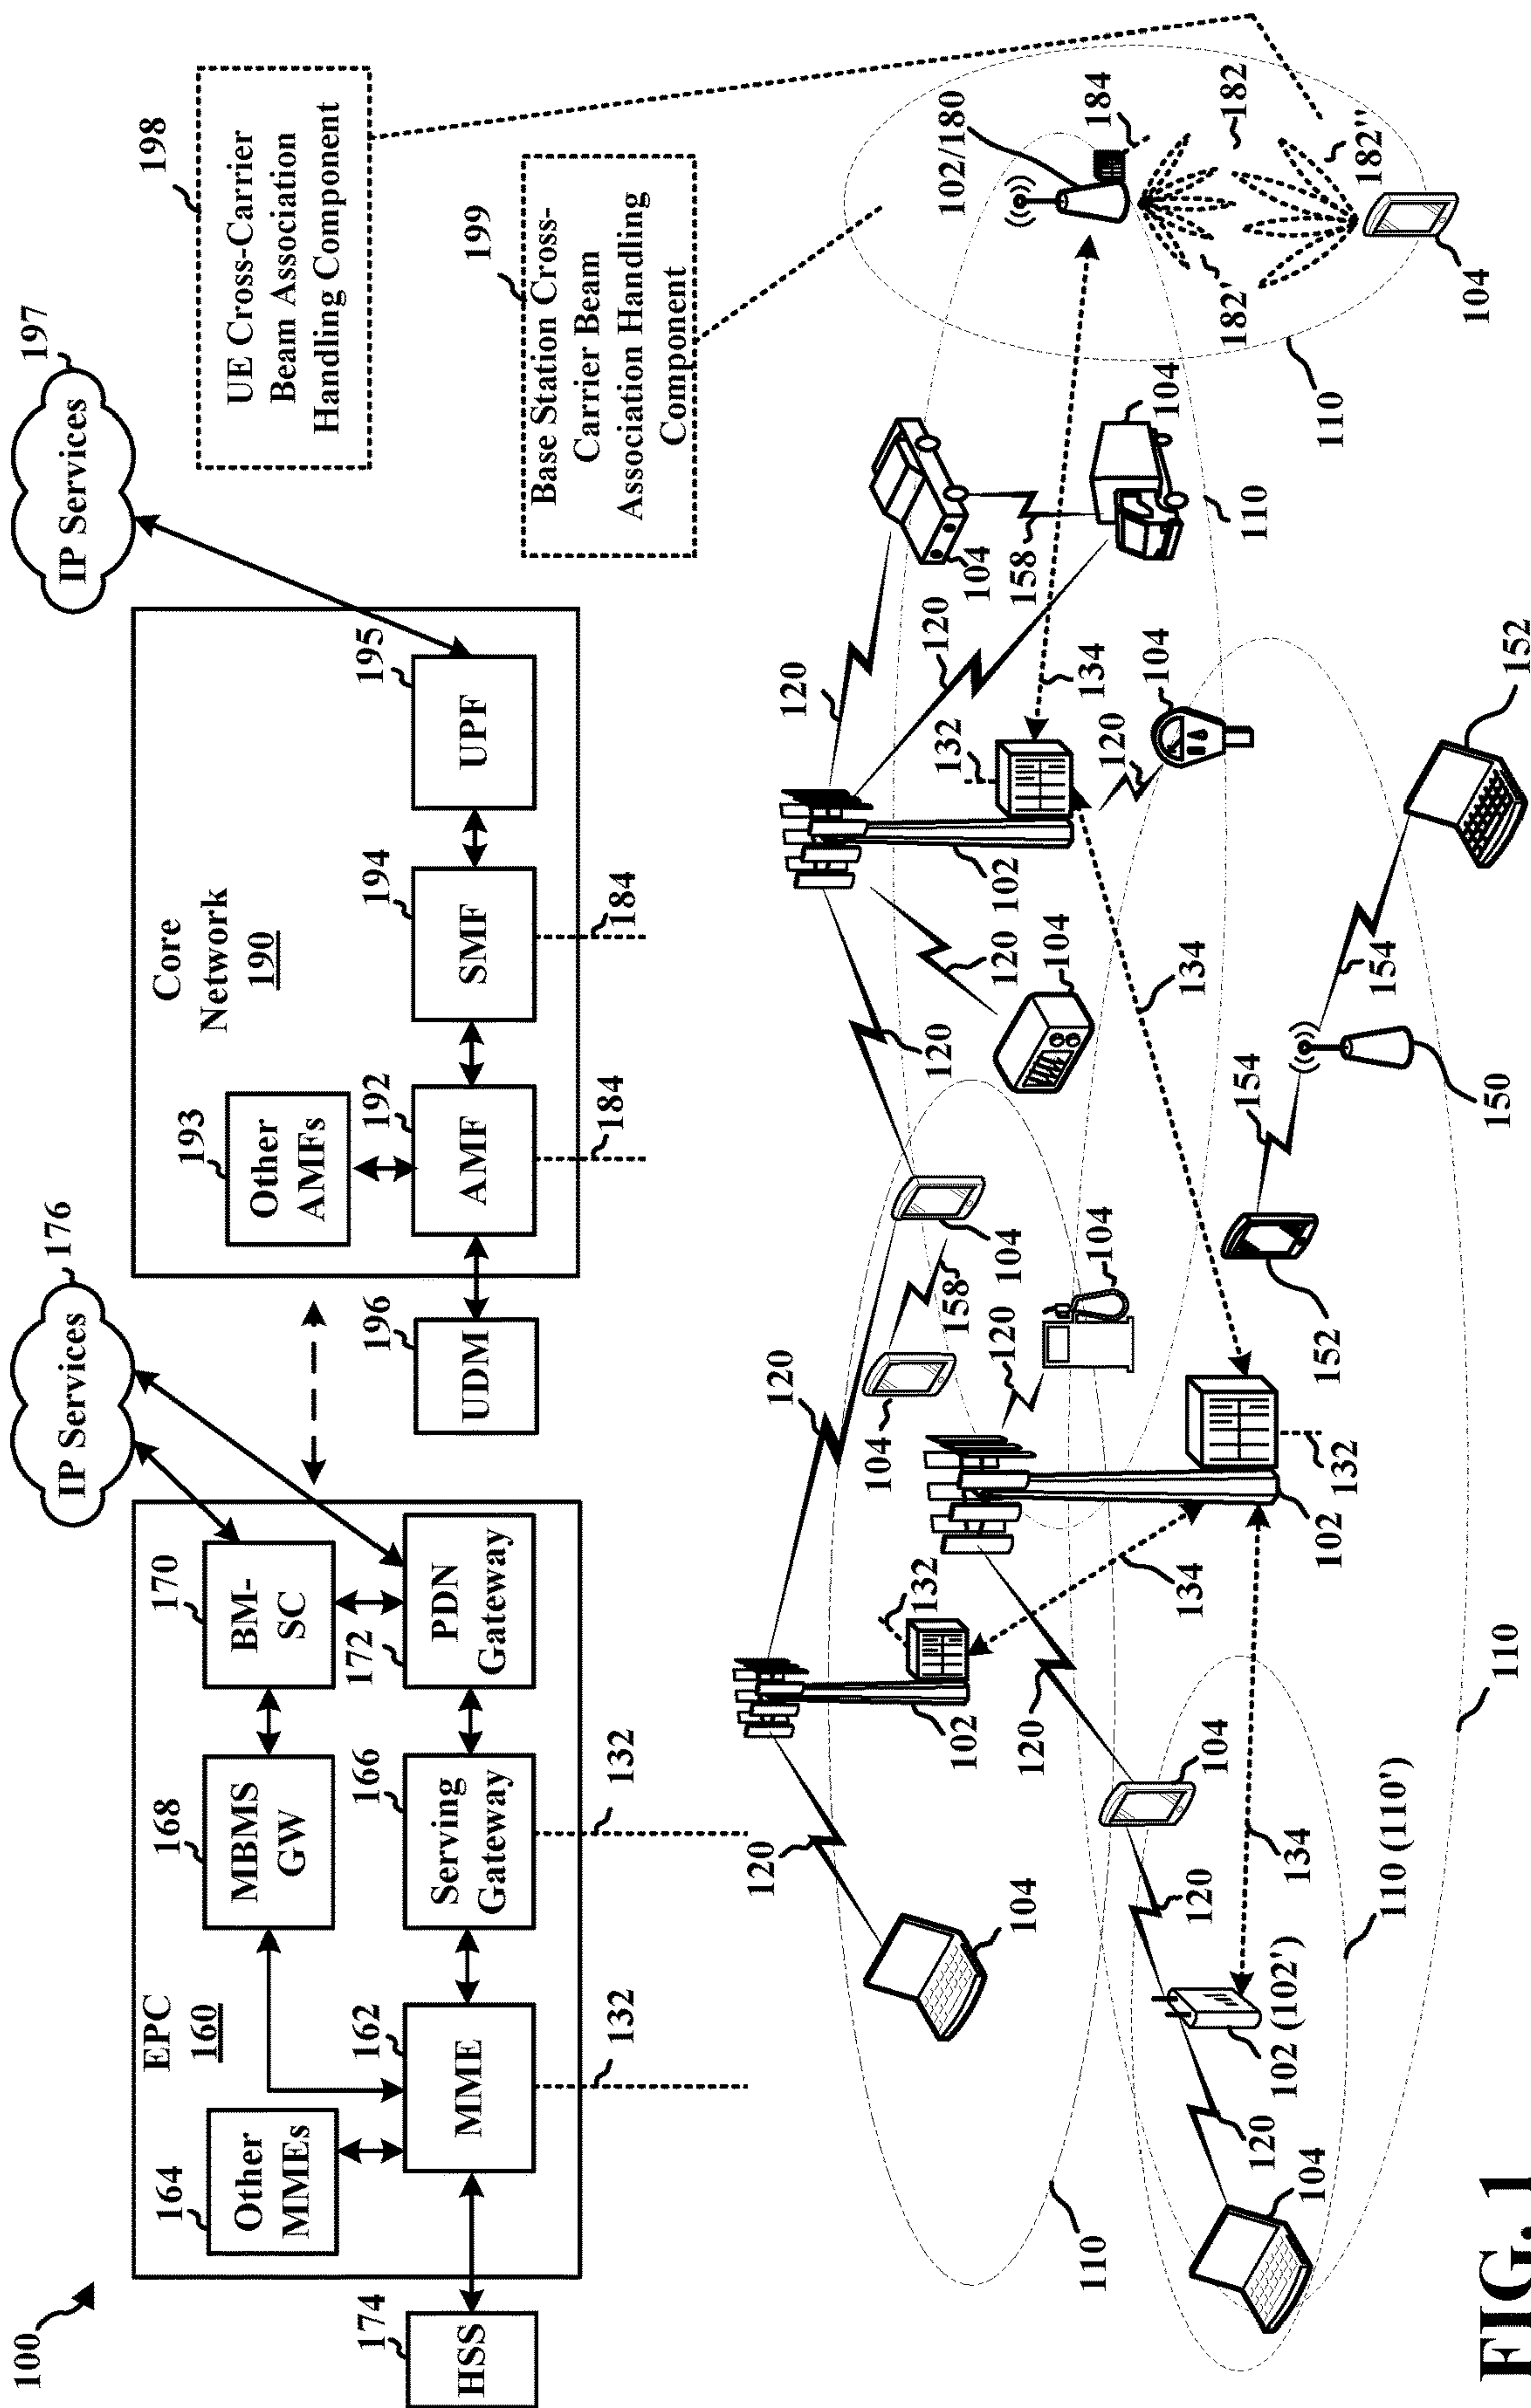 100
EPC
160
164
Other
MMEs
162
MME
168
MBMS
GW
166
Serving
Gateway
170
BM-
SC
172
PDN
Gateway
174
HSS
132
132
IP Services
176
Core
Network
190
193
Other
AMFs
192
AMF
194
SMF
195
UPF
196
UDM
184
184
IP Services
197
198
UE Cross-Carrier
Beam Association
Handling Component
199
Base Station Cross-
Carrier Beam
Association Handling
Component
120
104
110
102
132
120
104
158
104
120
104
120
120
104
120
102
132
120
120
104
158
104
110
134
120
104
102/180
184
182
182'
182"
104
110
134
134
120
104
120
102 (102')
120
104
134
110 (110')
102
132
134
152
154
150
154
152
110
FIG. 1